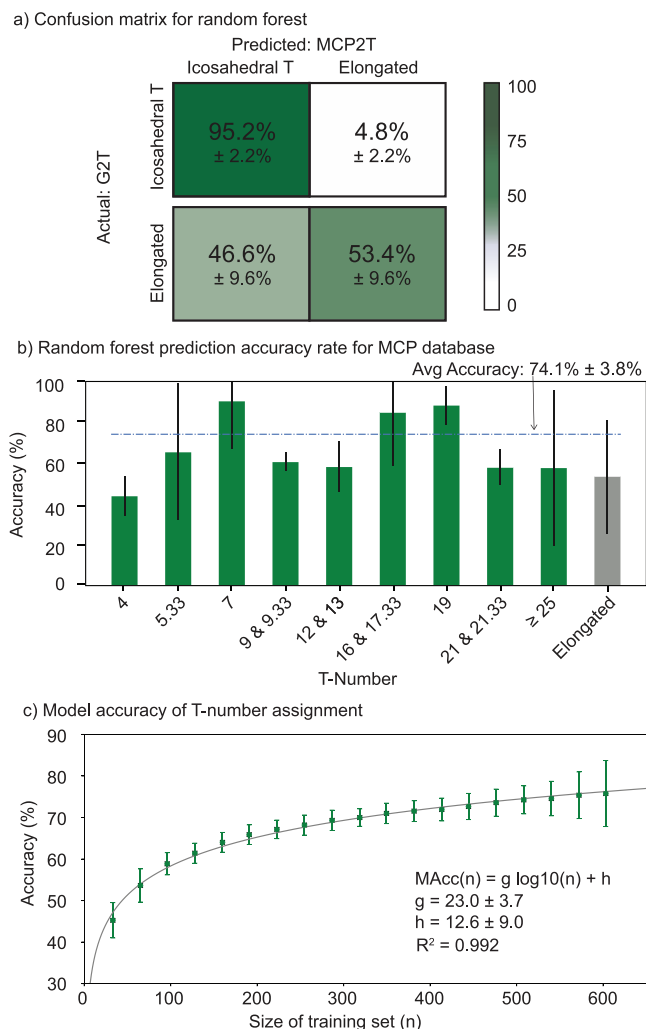 a) Confusion matrix for random forest
Predicted: MCP2T
Icosahedral T Elongated
Actual: G2T
Icosahedral T
95.2%
± 2.2%
4.8%
± 2.2%
Elongated
46.6%
± 9.6%
53.4%
± 9.6%
100
75
50
25
0
b) Random forest prediction accuracy rate for MCP database
Avg Accuracy: 74.1% ± 3.8%
Accuracy (%)
100
80
60
40
20
0
4
5.33
7
9 & 9.33
12 & 13
16 & 17.33
19
21 & 21.33
≥ 25
Elongated
T-Number
c) Model accuracy of T-number assignment
Accuracy (%)
90
80
70
60
50
40
30
MAcc(n) = g log10(n) + h
g = 23.0 ± 3.7
h = 12.6 ± 9.0
R² = 0.992
0 100 200 300 400 500 600
Size of training set (n)